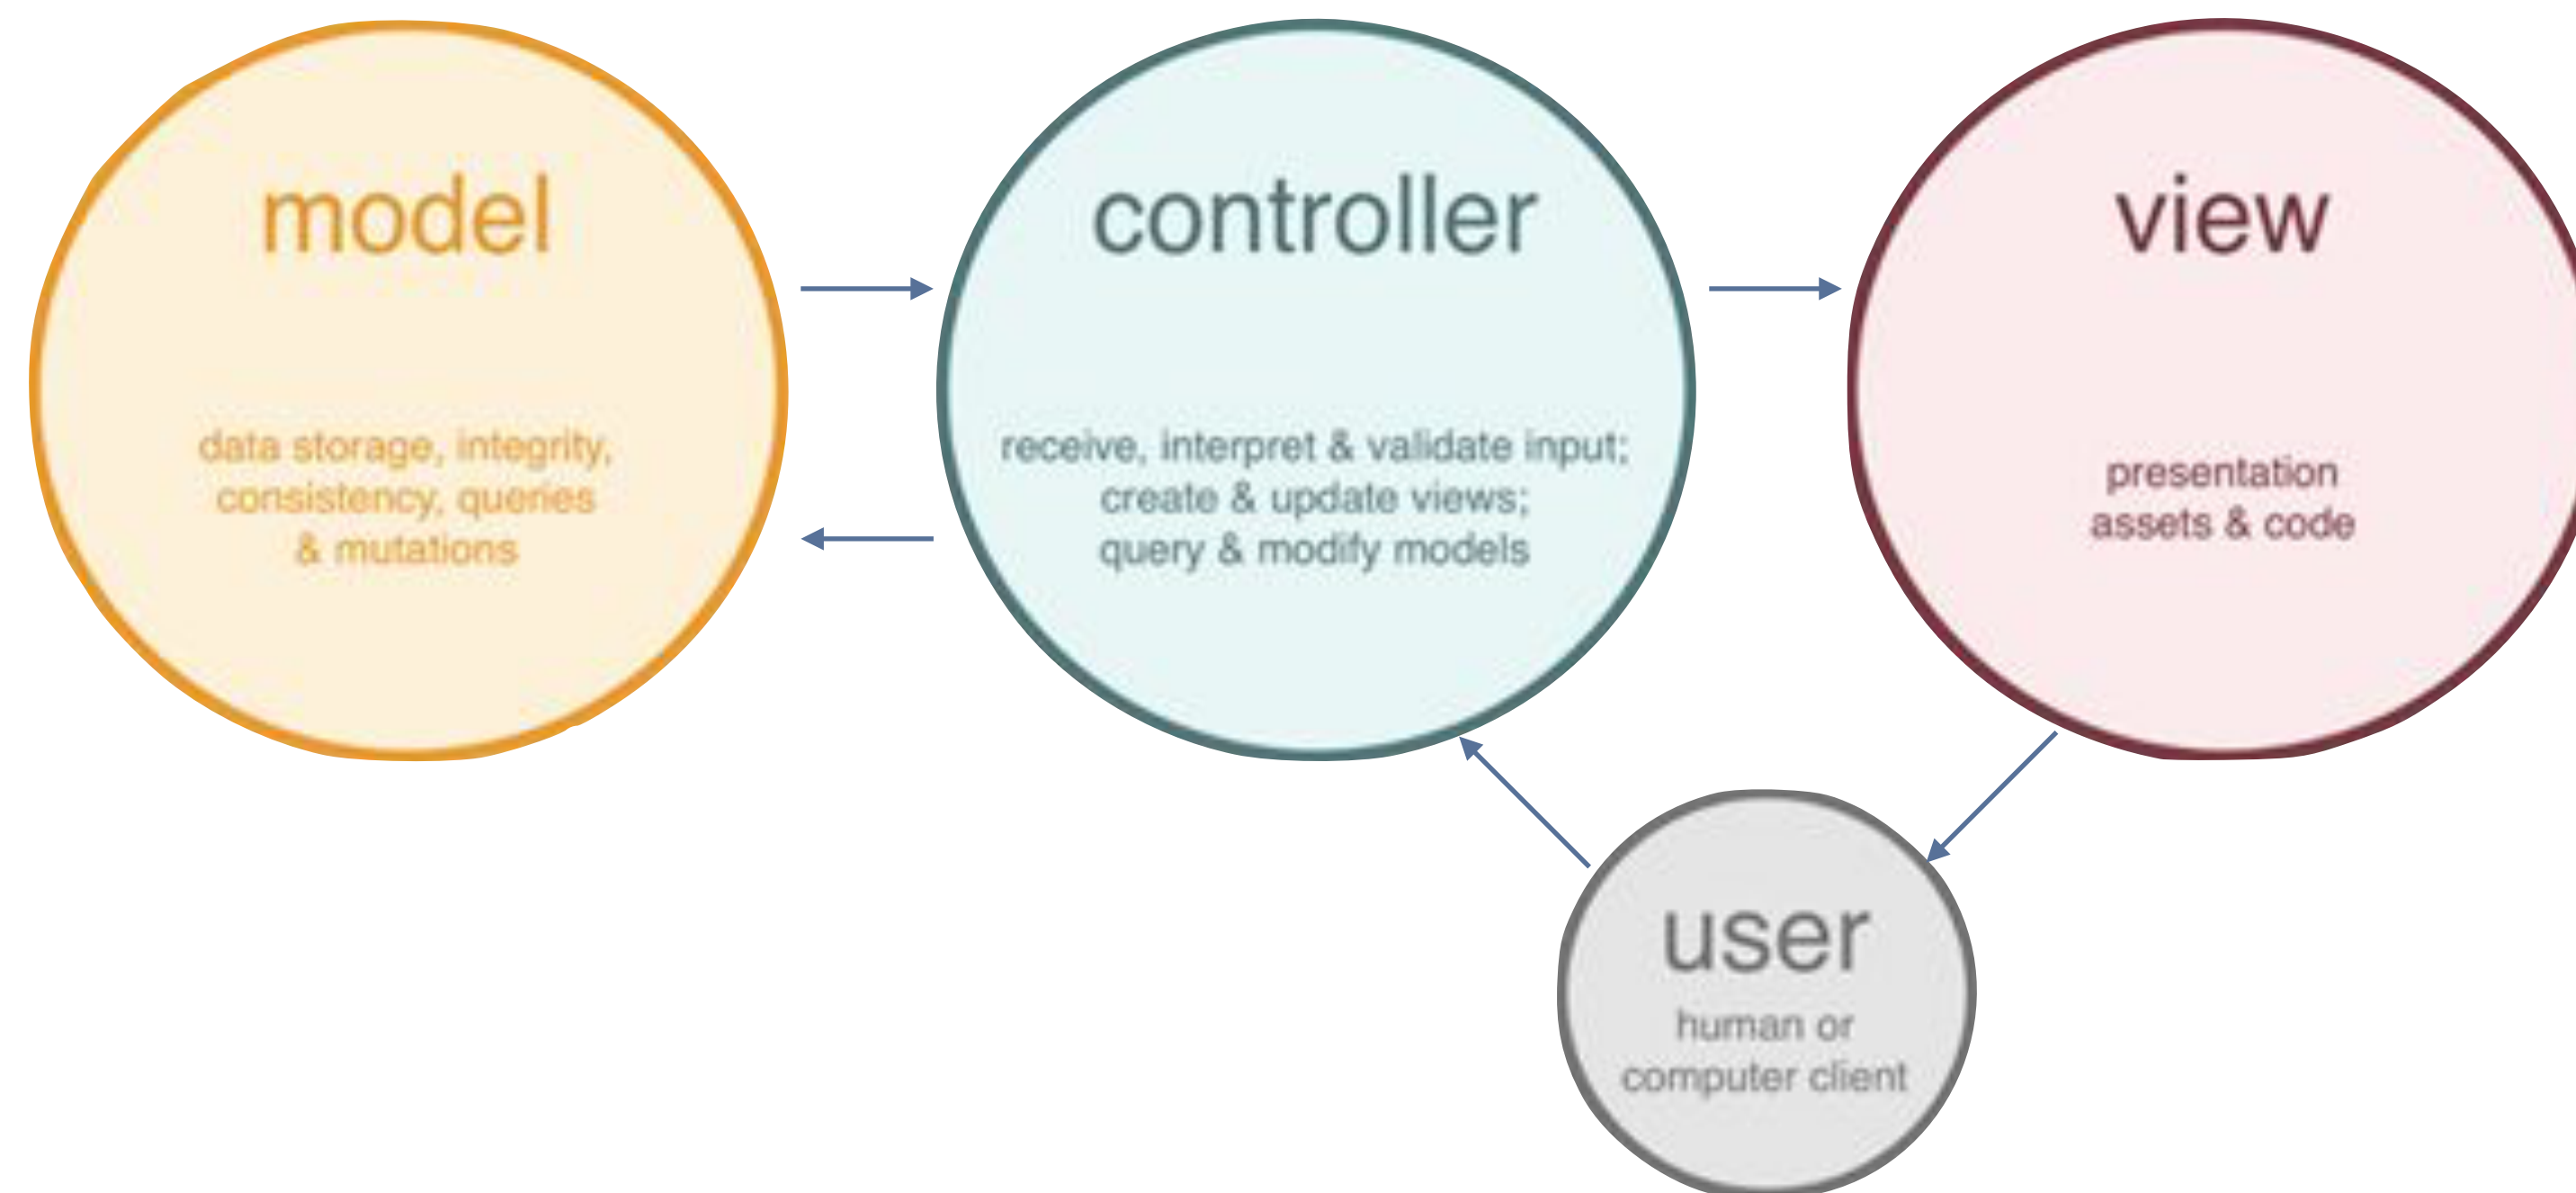 model
data storage, integrity,
consistency, queries
& mutations
controller
receive, interpret & validate input;
create & update views;
query & modify models
view
presentation
assets & code
user
human or
computer client